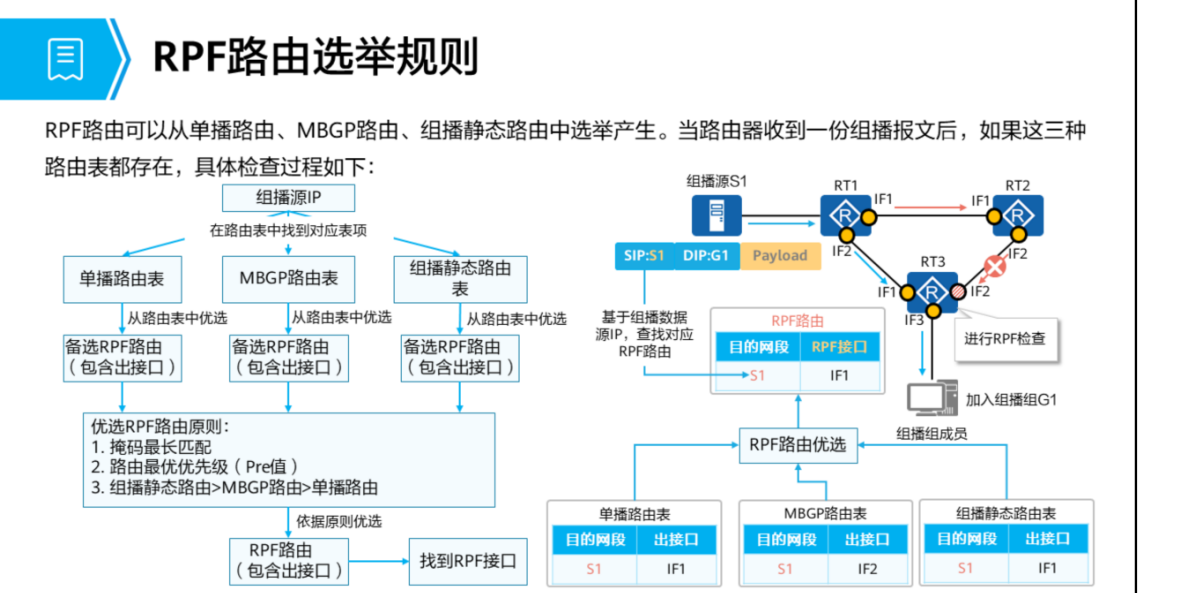 RPF路由选举规则
RPF路由可以从单播路由、MBGP路由、组播静态路由中选举产生。当路由器收到一份组播报文后，如果这三种
路由表都存在，具体检查过程如下：
组播源IP
在路由表中找到对应表项
单播路由表
MBGP路由表
组播静态路由
表
从路由表中优选
从路由表中优选
从路由表中优选
备选RPF路由
（包含出接口）
备选RPF路由
（包含出接口）
备选RPF路由
（包含出接口）
优选RPF路由原则：
1. 掩码最长匹配
2. 路由最优优先级（Pre值）
3. 组播静态路由>MBGP路由>单播路由
依据原则优选
RPF路由
（包含出接口）
找到RPF接口
组播源S1
RT1
RT2
IF1
IF1
R
R
SIP:S1
DIP:G1
Payload
IF2
IF2
RT3
IF1
R
IF2
IF3
基于组播数据
源IP，查找对应
RPF路由
RPF路由
目的网段
RPF接口
S1
IF1
进行RPF检查
加入组播组G1
组播组成员
RPF路由优选
单播路由表
目的网段
出接口
S1
IF1
MBGP路由表
目的网段
出接口
S1
IF2
组播静态路由表
目的网段
出接口
S1
IF1